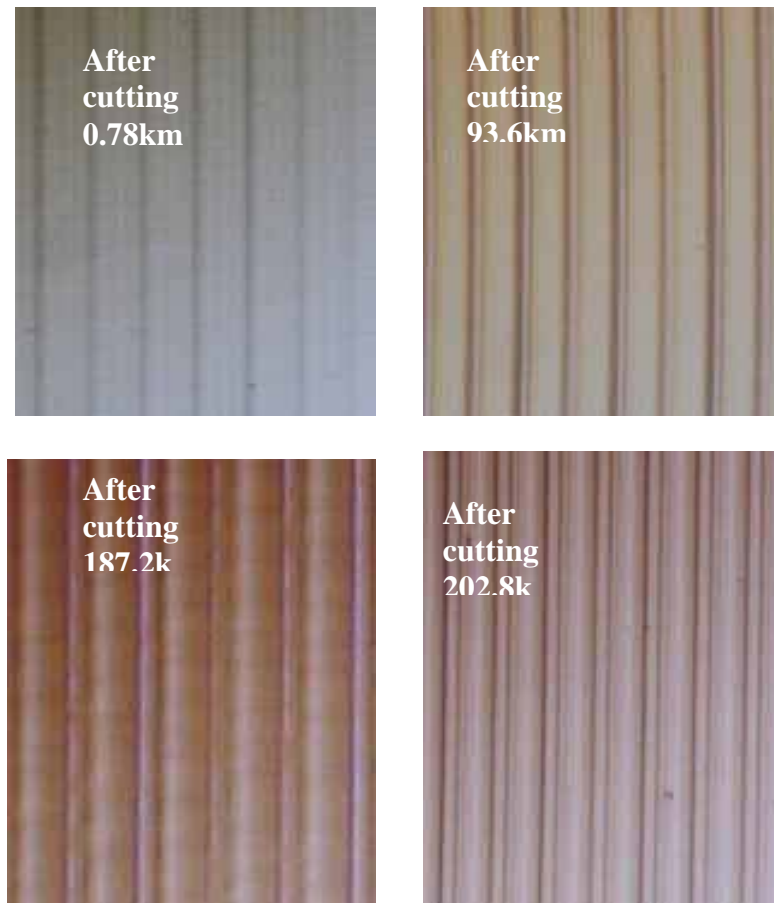 After
cutting
0.78km
After
cutting
93.6km
After
cutting
187.2k
After
cutting
202.8k